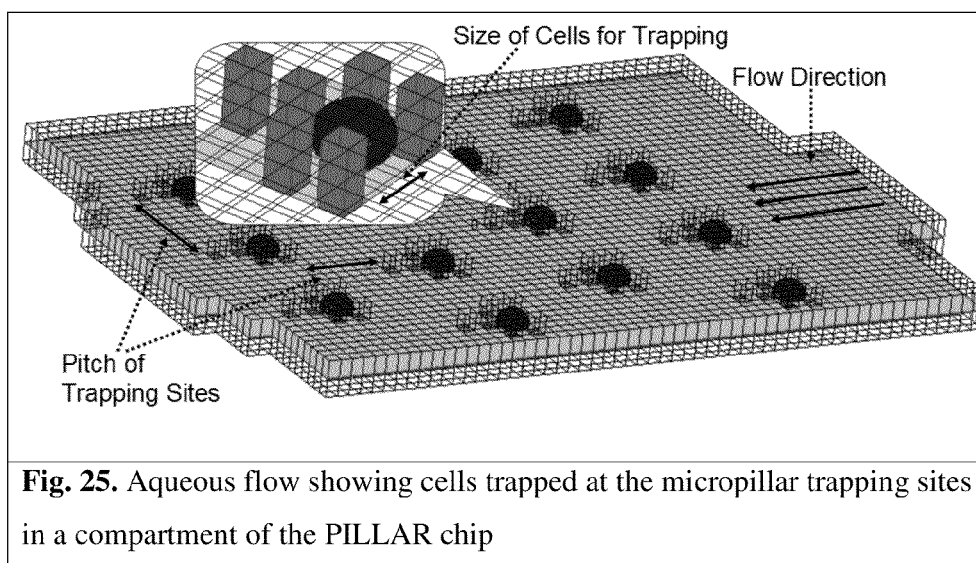 Size of Cells for Trapping
Flow Direction
Pitch of
Trapping Sites
Fig. 25. Aqueous flow showing cells trapped at the micropillar trapping sites
in a compartment of the PILLAR chip